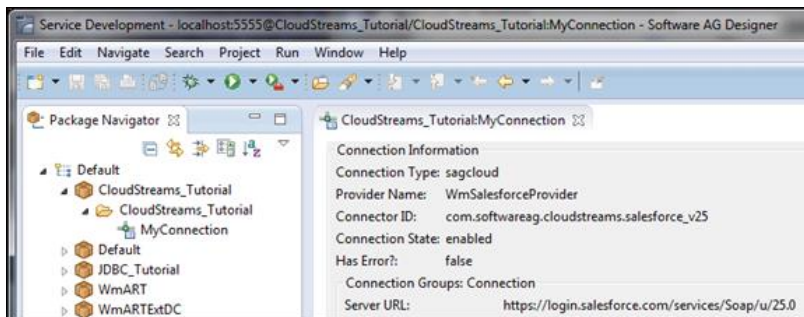 Service Development - localhost:5555@CloudStreams_Tutorial/CloudStreams_Tutorial:MyConnection - Software AG Designer
File Edit Navigate Search Project Run Window Help
Package Navigator
Default
CloudStreams_Tutorial
CloudStreams_Tutorial
MyConnection
Default
JDBC_Tutorial
WmART
WmARTExtDC
CloudStreams_Tutorial:MyConnection
Connection Information
Connection Type: sagcloud
Provider Name: WmSalesforceProvider
Connector ID: com.softwareag.cloudstreams.salesforce_v25
Connection State: enabled
Has Error?: false
Connection Groups: Connection
Server URL: https://login.salesforce.com/services/Soap/u/25.0